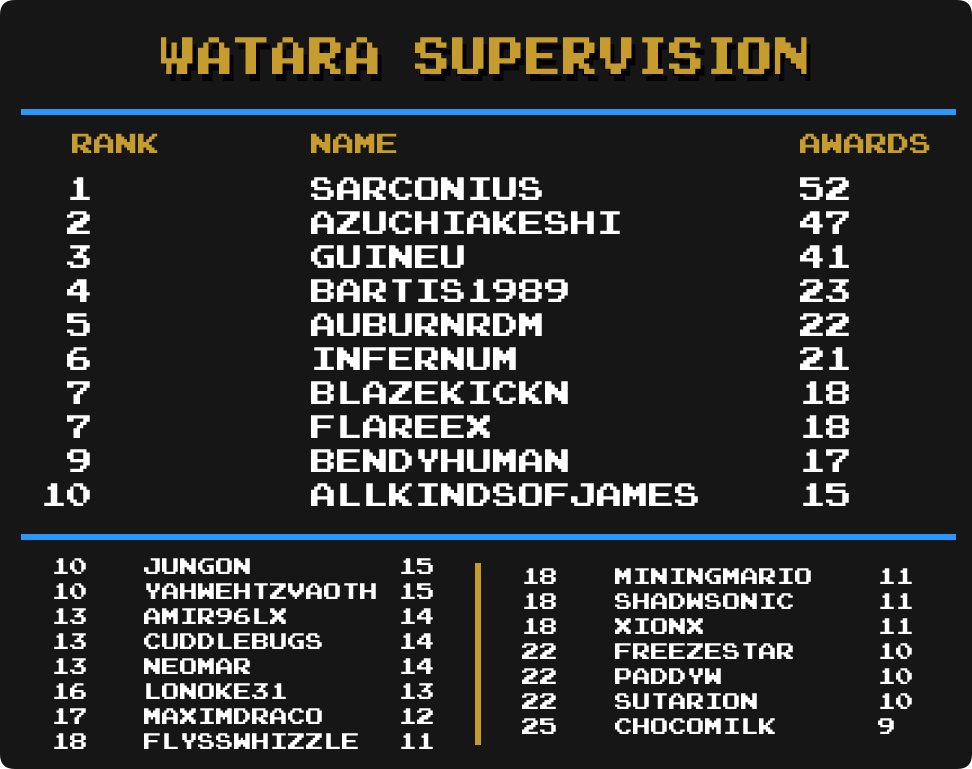 WATARA SUPERVISION
RANK NAME AWARDS
1 SARCONIUS 52
2 AZUCHIAKESHI 47
3 GUINEU 41
4 BARTIS1989 23
5 AUBURNRDM 22
6 INFERNUM 21
7 BLAZEKICKN 18
7 FLAREEX 18
9 BENDYHUMAN 17
10 ALLKINDSOFJAMES 15
10 JUNGON 15
10 YAHWEHTZVAOTH 15
13 AMIR96LX 14
13 CUDDLEBUGS 14
13 NEOMAR 14
16 LONOKE31 13
17 MAXIMDRACO 12
18 FLYSSWHIZZLE 11
18 MININGMARIO 11
18 SHADWSONIC 11
18 XIONX 11
22 FREEZESTAR 10
22 PADDYW 10
22 SUTARION 10
25 CHOCOMILK 9